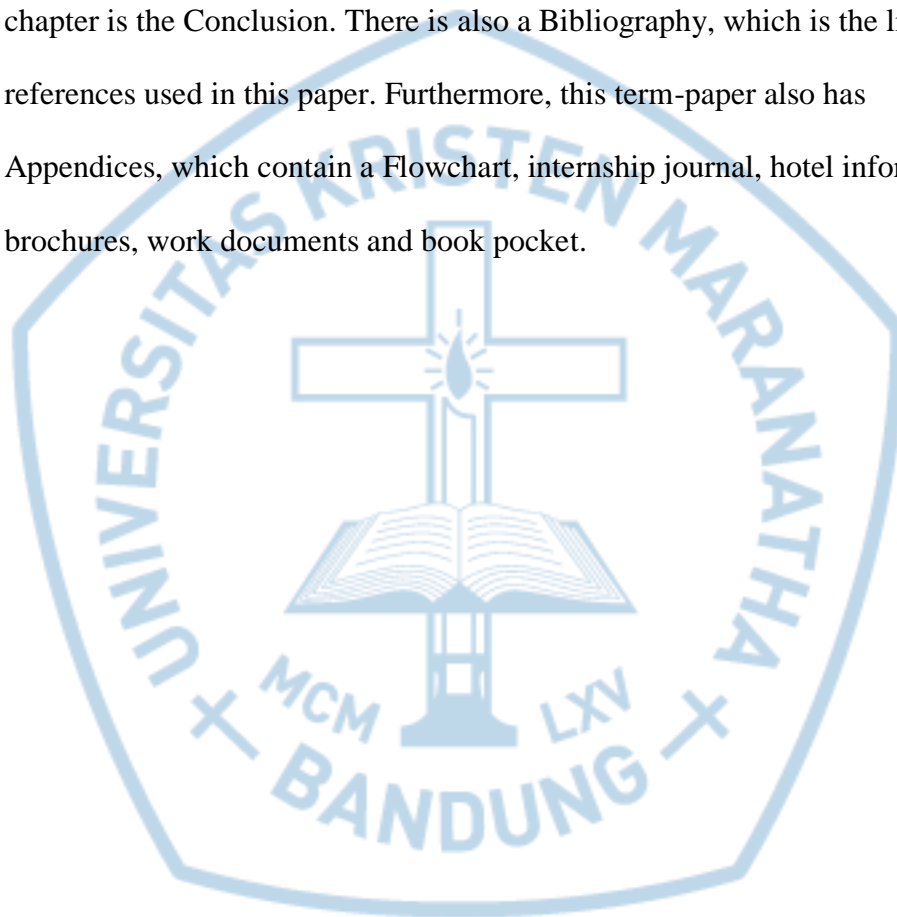 chapter is the Conclusion. There is also a Bibliography, which is the
references used in this paper. Furthermore, this term-paper also has
Appendices, which contain a Flowchart, internship journal, hotel
brochures, work documents and book pocket.
UNIVERSITAS KRISTEN MARANATHA
MCM LXV
BANDUNG